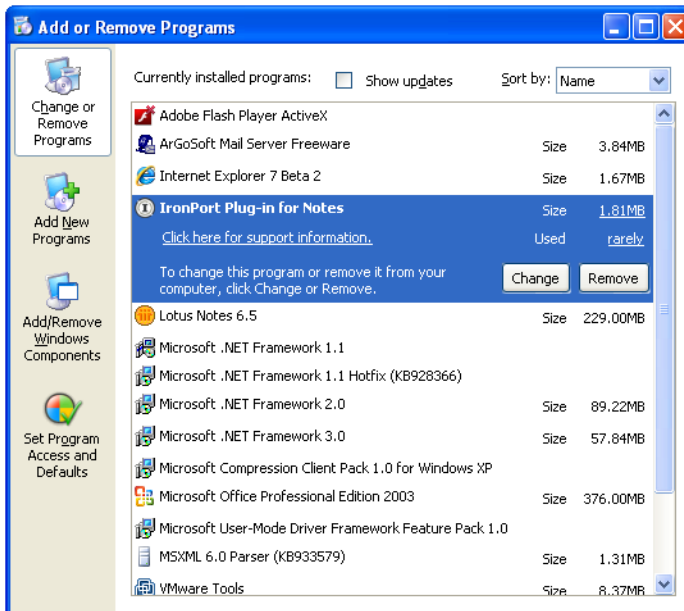 Add or Remove Programs
Change or
Remove
Programs
Add New
Programs
Add/Remove
Windows
Components
Set Program
Access and
Defaults
Currently installed programs: Show updates Sort by: Name
Adobe Flash Player ActiveX
ArGoSoft Mail Server Freeware Size 3.84MB
Internet Explorer 7 Beta 2 Size 1.67MB
IronPort Plug-in for Notes Size 1.81MB
Click here for support information. Used rarely
To change this program or remove it from your
computer, click Change or Remove. Change Remove
Lotus Notes 6.5 Size 229.00MB
Microsoft .NET Framework 1.1
Microsoft .NET Framework 1.1 Hotfix (KB928366)
Microsoft .NET Framework 2.0 Size 89.22MB
Microsoft .NET Framework 3.0 Size 57.84MB
Microsoft Compression Client Pack 1.0 for Windows XP
Microsoft Office Professional Edition 2003 Size 376.00MB
Microsoft User-Mode Driver Framework Feature Pack 1.0
MSXML 6.0 Parser (KB933579) Size 1.31MB
VMware Tools Size 8.37MB